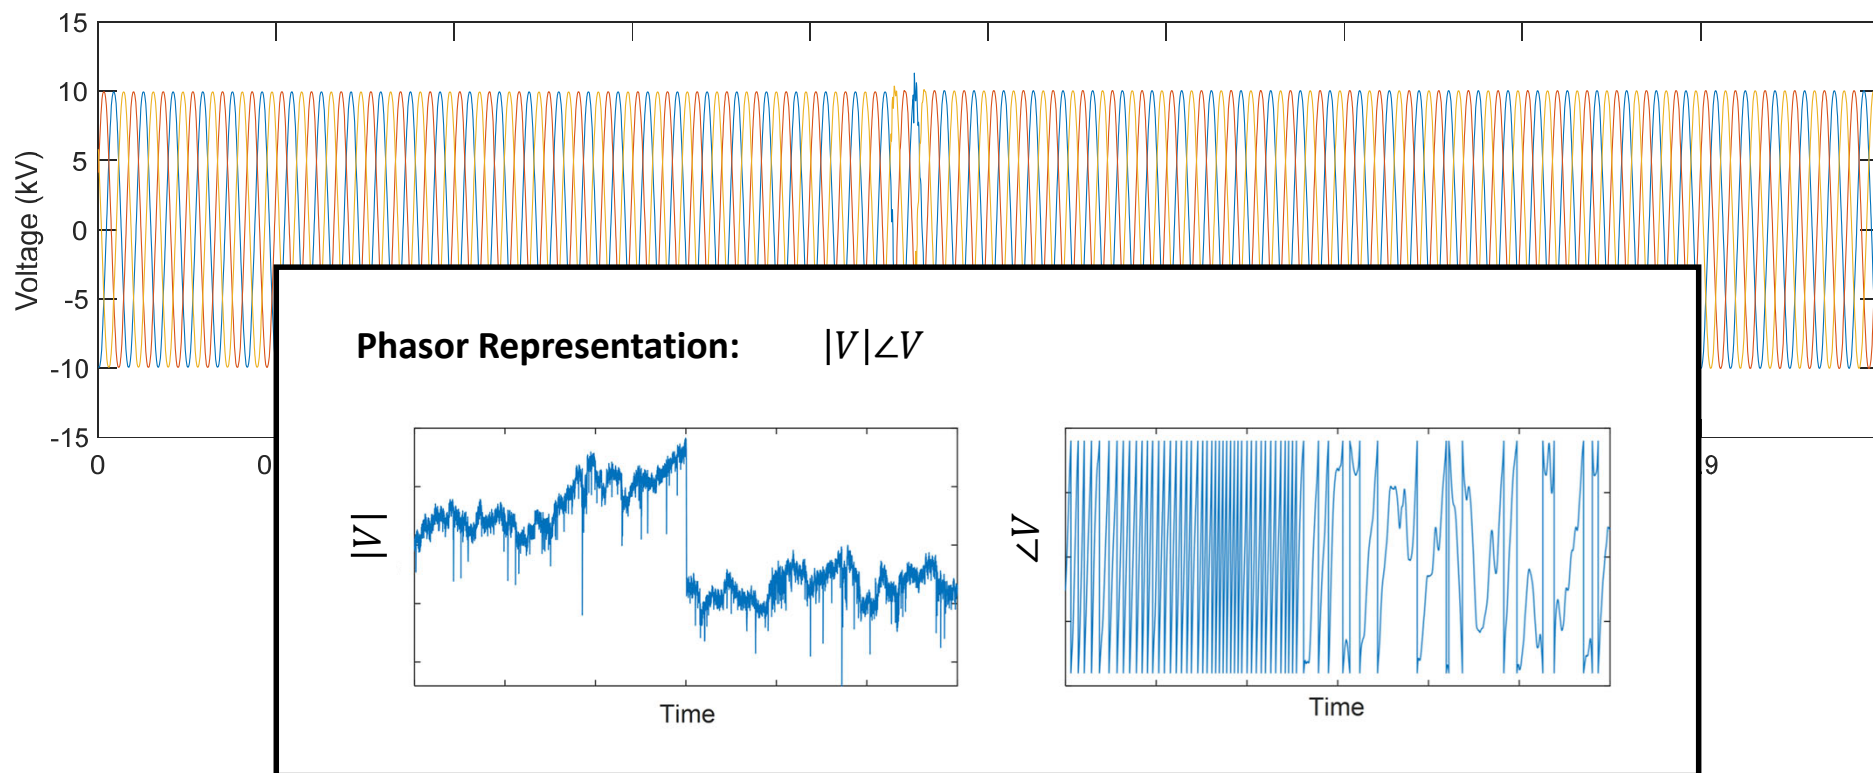 15
10
5
0
-5
-10
-15
Voltage (kV)
0
0
9
Phasor Representation: |V|∠V
|V|
Time
∠V
Time